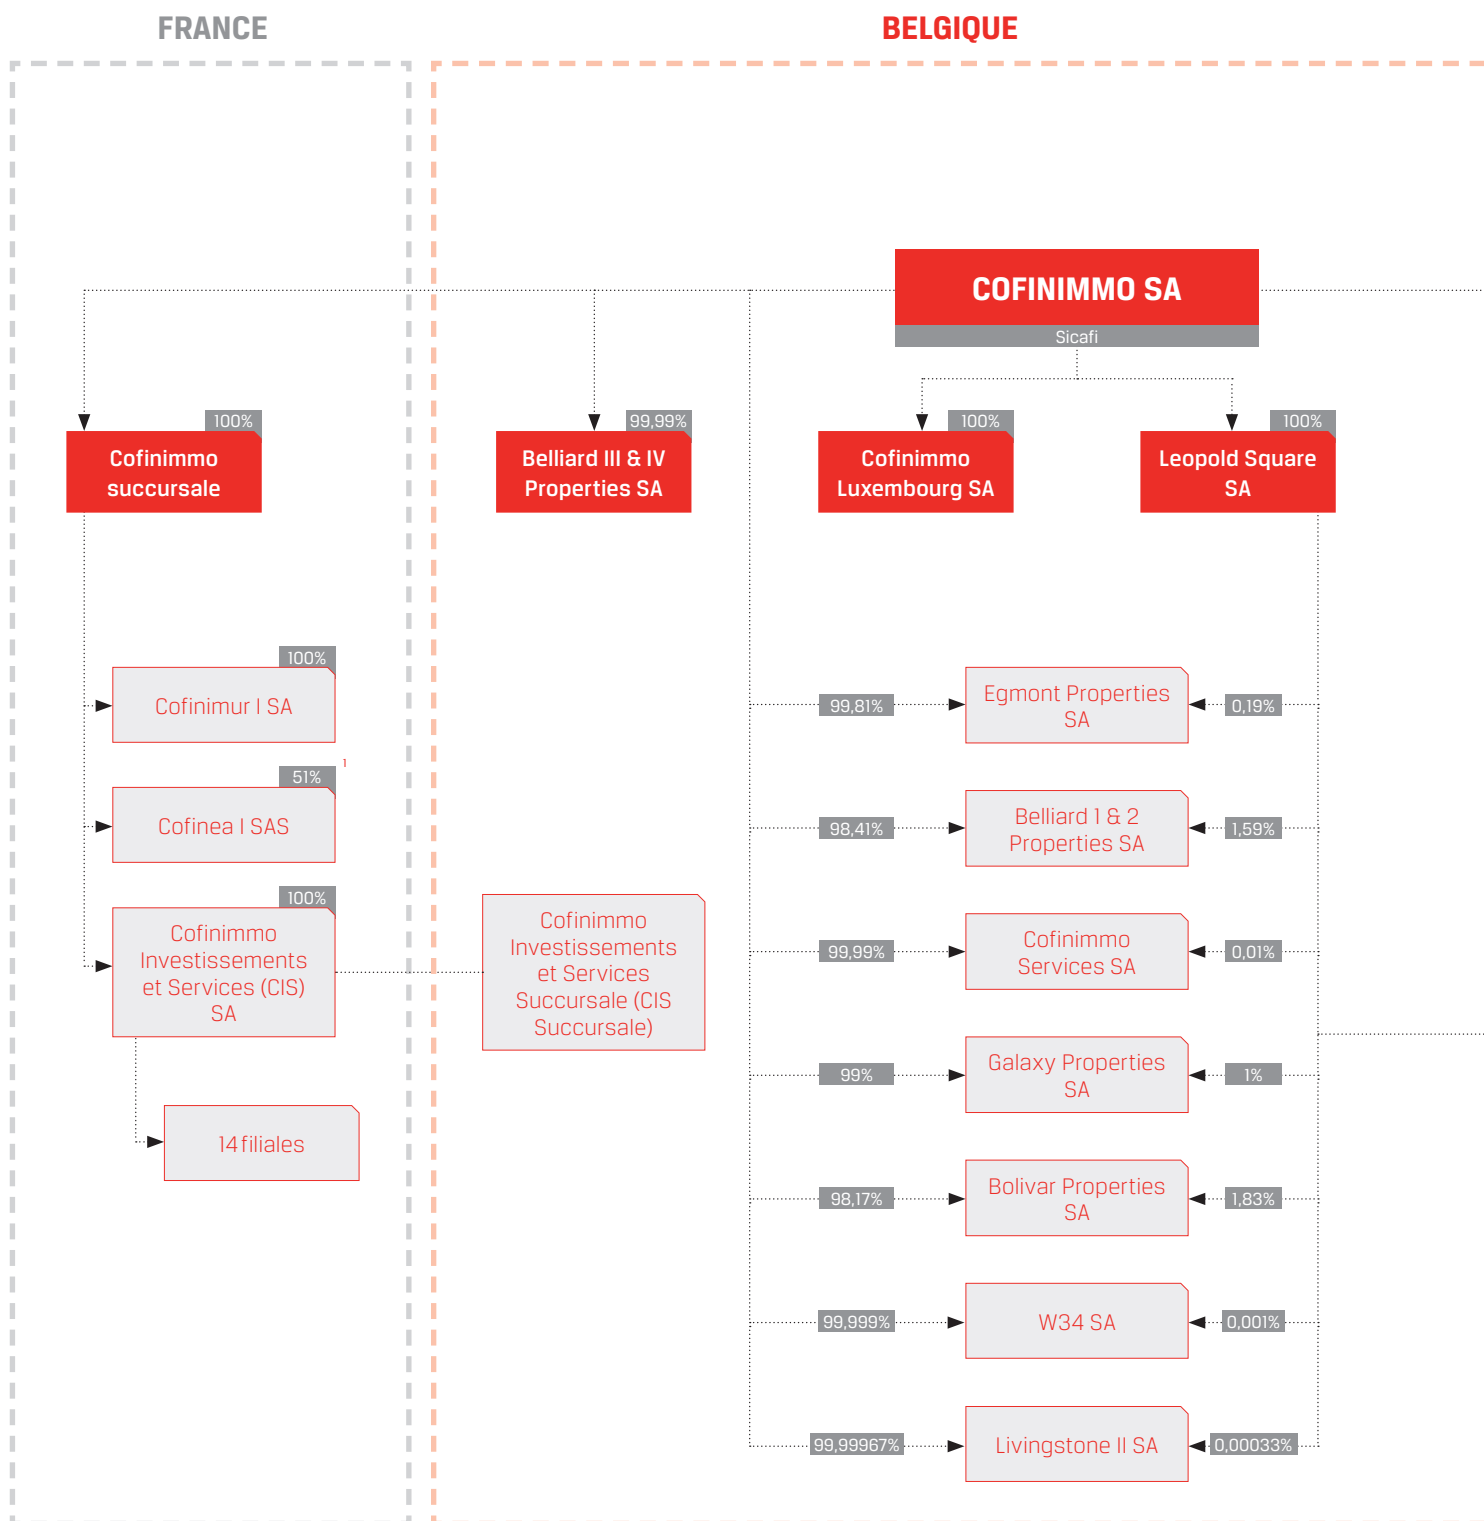 FRANCE
BELGIQUE
COFINIMMO SA
Sicafi
100%
Cofinimmo
succursale
99,99%
Belliard III & IV
Properties SA
100%
Cofinimmo
Luxembourg SA
100%
Leopold Square
SA
100%
Cofinimur I SA
51%
1
Cofinea I SAS
100%
Cofinimmo
Investissements
et Services (CIS)
SA
14 filiales
Cofinimmo
Investissements
et Services
Succursale (CIS
Succursale)
99,81%
Egmont Properties
SA
0,19%
98,41%
Belliard 1 & 2
Properties SA
1,59%
99,99%
Cofinimmo
Services SA
0,01%
99%
Galaxy Properties
SA
1%
98,17%
Bolivar Properties
SA
1,83%
99,999%
W34 SA
0,001%
99,99967%
Livingstone II SA
0,00033%